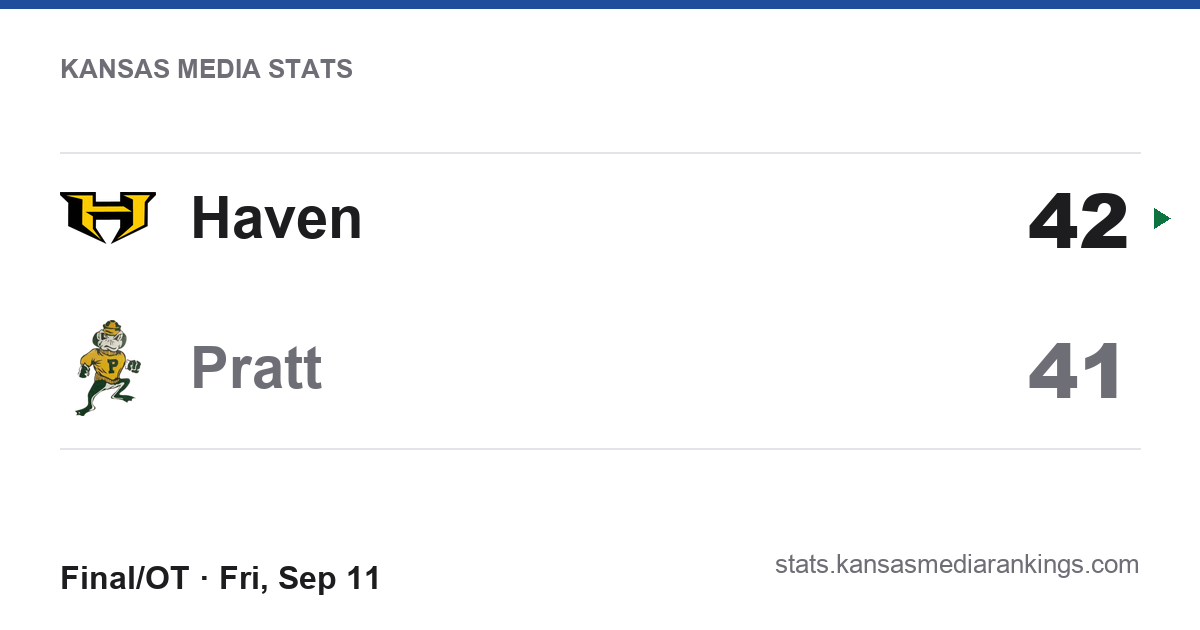 KANSAS MEDIA STATS
Haven 42
Pratt 41
Final/OT · Fri, Sep 11
stats.kansasmediarankings.com